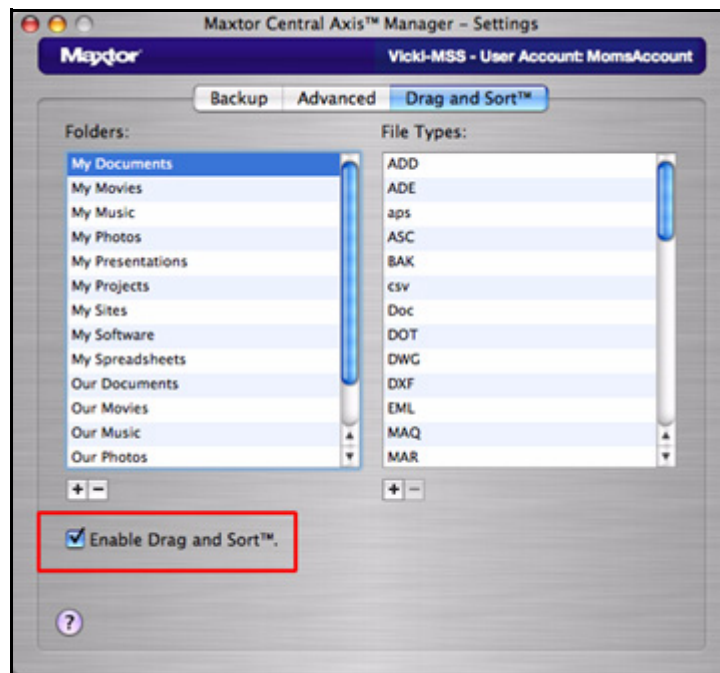 Maxtor Central Axis™ Manager – Settings
Maxtor
Vicki-MSS - User Account: MomsAccount
Backup Advanced Drag and Sort™
Folders:
My Documents
My Movies
My Music
My Photos
My Presentations
My Projects
My Sites
My Software
My Spreadsheets
Our Documents
Our Movies
Our Music
Our Photos
+ −
File Types:
ADD
ADE
aps
ASC
BAK
csv
Doc
DOT
DWG
DXF
EML
MAQ
MAR
+ −
Enable Drag and Sort™.
?